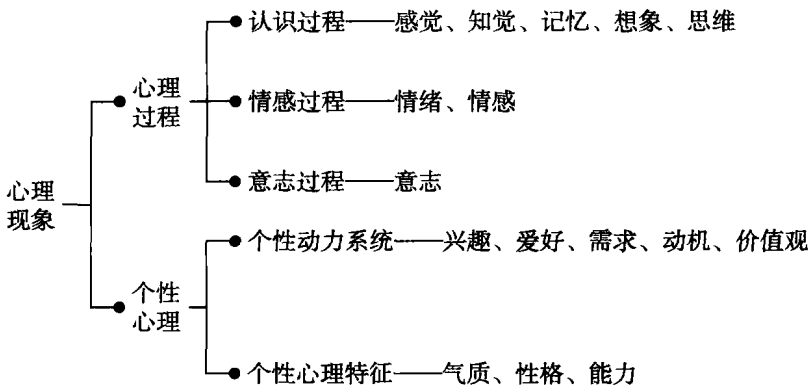 认识过程——感觉、知觉、记忆、想象、思维
心理
过程
情感过程——情绪、情感
意志过程——意志
心理
现象
个性动力系统——兴趣、爱好、需求、动机、价值观
个性
心理
个性心理特征——气质、性格、能力